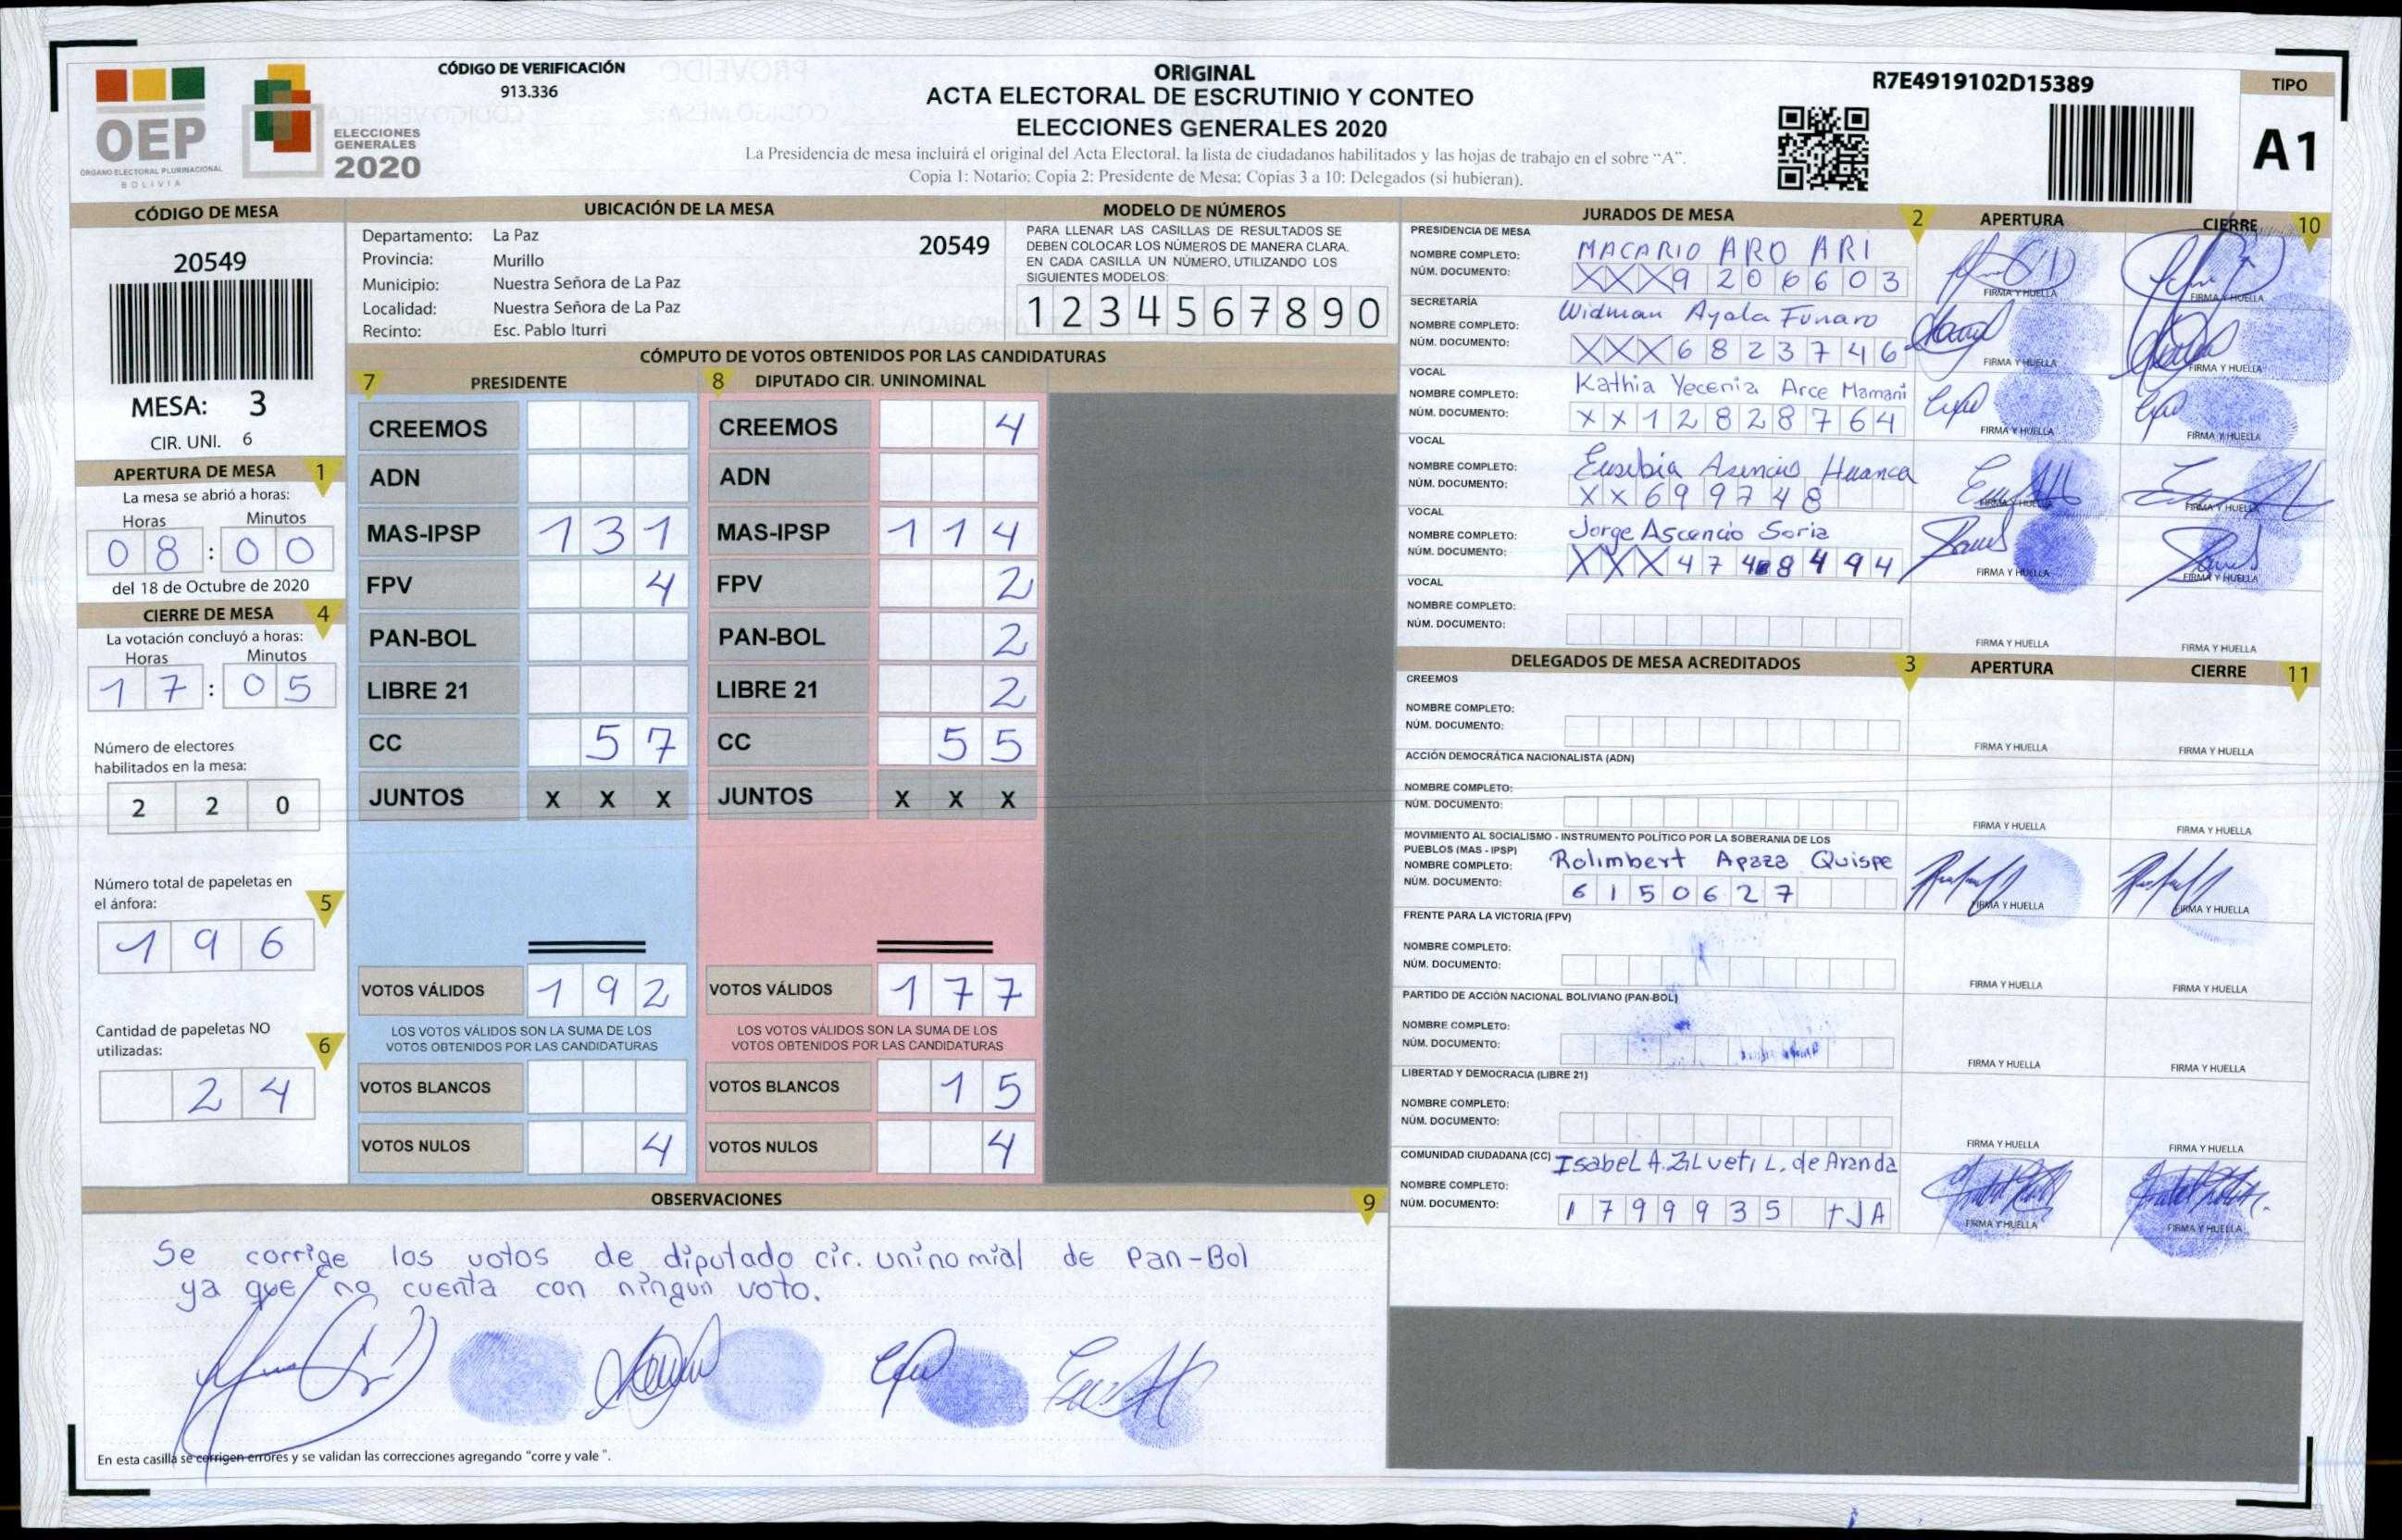 CÓDIGO DE VERIFICACIÓN
913.336
OEP
ÓRGANO ELECTORAL PLURINACIONAL
BOLIVIA
ELECCIONES
GENERALES
2020
ORIGINAL
ACTA ELECTORAL DE ESCRUTINIO Y CONTEO
ELECCIONES GENERALES 2020
La Presidencia de mesa incluirá el original del Acta Electoral, la lista de ciudadanos habilitados y las hojas de trabajo en el sobre “A”.
Copia 1: Notario; Copia 2: Presidente de Mesa; Copias 3 a 10: Delegados (si hubieran).
R7E4919102D15389
TIPO
A1
CÓDIGO DE MESA
20549
MESA: 3
CIR. UNI. 6
APERTURA DE MESA 1
La mesa se abrió a horas:
Horas Minutos
08 : 00
del 18 de Octubre de 2020
CIERRE DE MESA 4
La votación concluyó a horas:
Horas Minutos
17 : 05
Número de electores
habilitados en la mesa:
2 2 0
Número total de papeletas en
el ánfora: 5
1 9 6
Cantidad de papeletas NO
utilizadas: 6
2 4
UBICACIÓN DE LA MESA
Departamento: La Paz 20549
Provincia: Murillo
Municipio: Nuestra Señora de La Paz
Localidad: Nuestra Señora de La Paz
Recinto: Esc. Pablo Iturri
MODELO DE NÚMEROS
PARA LLENAR LAS CASILLAS DE RESULTADOS SE
DEBEN COLOCAR LOS NÚMEROS DE MANERA CLARA.
EN CADA CASILLA UN NÚMERO, UTILIZANDO LOS
SIGUIENTES MODELOS:
1 2 3 4 5 6 7 8 9 0
CÓMPUTO DE VOTOS OBTENIDOS POR LAS CANDIDATURAS
7 PRESIDENTE
CREEMOS
ADN
MAS-IPSP 1 3 1
FPV 4
PAN-BOL
LIBRE 21
CC 5 7
JUNTOS X X X
VOTOS VÁLIDOS 1 9 2
LOS VOTOS VÁLIDOS SON LA SUMA DE LOS
VOTOS OBTENIDOS POR LAS CANDIDATURAS
VOTOS BLANCOS
VOTOS NULOS 4
8 DIPUTADO CIR. UNINOMINAL
CREEMOS 4
ADN
MAS-IPSP 1 1 4
FPV 2
PAN-BOL 2
LIBRE 21 2
CC 5 5
JUNTOS X X X
VOTOS VÁLIDOS 1 7 7
LOS VOTOS VÁLIDOS SON LA SUMA DE LOS
VOTOS OBTENIDOS POR LAS CANDIDATURAS
VOTOS BLANCOS 1 5
VOTOS NULOS 4
OBSERVACIONES 9
Se corrige los votos de diputado cir. uninomial de Pan-Bol
ya que no cuenta con ningun voto.
En esta casilla se corrigen errores y se validan las correcciones agregando “corre y vale ”.
JURADOS DE MESA 2 APERTURA CIERRE 10
PRESIDENCIA DE MESA
NOMBRE COMPLETO: MACARIO ARO ARI
NÚM. DOCUMENTO: XXX9206603
FIRMA Y HUELLA FIRMA Y HUELLA
SECRETARÍA
NOMBRE COMPLETO: Widman Ayala Funaro
NÚM. DOCUMENTO: XXX6823746
FIRMA Y HUELLA FIRMA Y HUELLA
VOCAL
NOMBRE COMPLETO: Kathia Yecenia Arce Mamani
NÚM. DOCUMENTO: XX12828764
FIRMA Y HUELLA FIRMA Y HUELLA
VOCAL
NOMBRE COMPLETO: Eusebia Asencio Huanca
NÚM. DOCUMENTO: XX699748
FIRMA Y HUELLA FIRMA Y HUELLA
VOCAL
NOMBRE COMPLETO: Jorge Ascencio Soria
NÚM. DOCUMENTO: XXX4748494
FIRMA Y HUELLA FIRMA Y HUELLA
VOCAL
NOMBRE COMPLETO:
NÚM. DOCUMENTO:
FIRMA Y HUELLA FIRMA Y HUELLA
DELEGADOS DE MESA ACREDITADOS 3 APERTURA CIERRE 11
CREEMOS
NOMBRE COMPLETO:
NÚM. DOCUMENTO:
FIRMA Y HUELLA FIRMA Y HUELLA
ACCIÓN DEMOCRÁTICA NACIONALISTA (ADN)
NOMBRE COMPLETO:
NÚM. DOCUMENTO:
FIRMA Y HUELLA FIRMA Y HUELLA
MOVIMIENTO AL SOCIALISMO - INSTRUMENTO POLÍTICO POR LA SOBERANIA DE LOS
PUEBLOS (MAS - IPSP)
NOMBRE COMPLETO: Rolimbert Apaza Quispe
NÚM. DOCUMENTO: 6150627
FIRMA Y HUELLA FIRMA Y HUELLA
FRENTE PARA LA VICTORIA (FPV)
NOMBRE COMPLETO:
NÚM. DOCUMENTO:
FIRMA Y HUELLA FIRMA Y HUELLA
PARTIDO DE ACCIÓN NACIONAL BOLIVIANO (PAN-BOL)
NOMBRE COMPLETO:
NÚM. DOCUMENTO:
FIRMA Y HUELLA FIRMA Y HUELLA
LIBERTAD Y DEMOCRACIA (LIBRE 21)
NOMBRE COMPLETO:
NÚM. DOCUMENTO:
FIRMA Y HUELLA FIRMA Y HUELLA
COMUNIDAD CIUDADANA (CC) Isabel A. Zilveti L. de Aranda
NOMBRE COMPLETO:
NÚM. DOCUMENTO: 1799935 TJA
FIRMA Y HUELLA FIRMA Y HUELLA